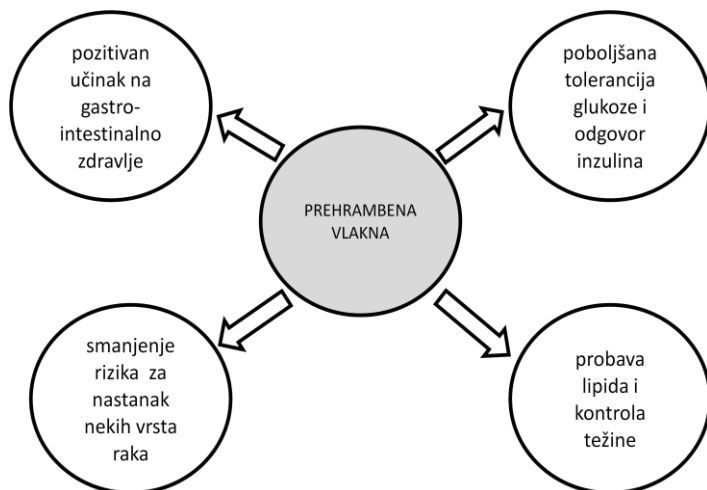 pozitivan
učinak na
gastro-
intestinalno
zdravlje
poboljšana
tolerancija
glukoze i
odgovor
inzulina
PREHRAMBENA
VLAKNA
smanjenje
rizika za
nastanak
nekih vrsta
raka
probava
lipida i
kontrola
težine